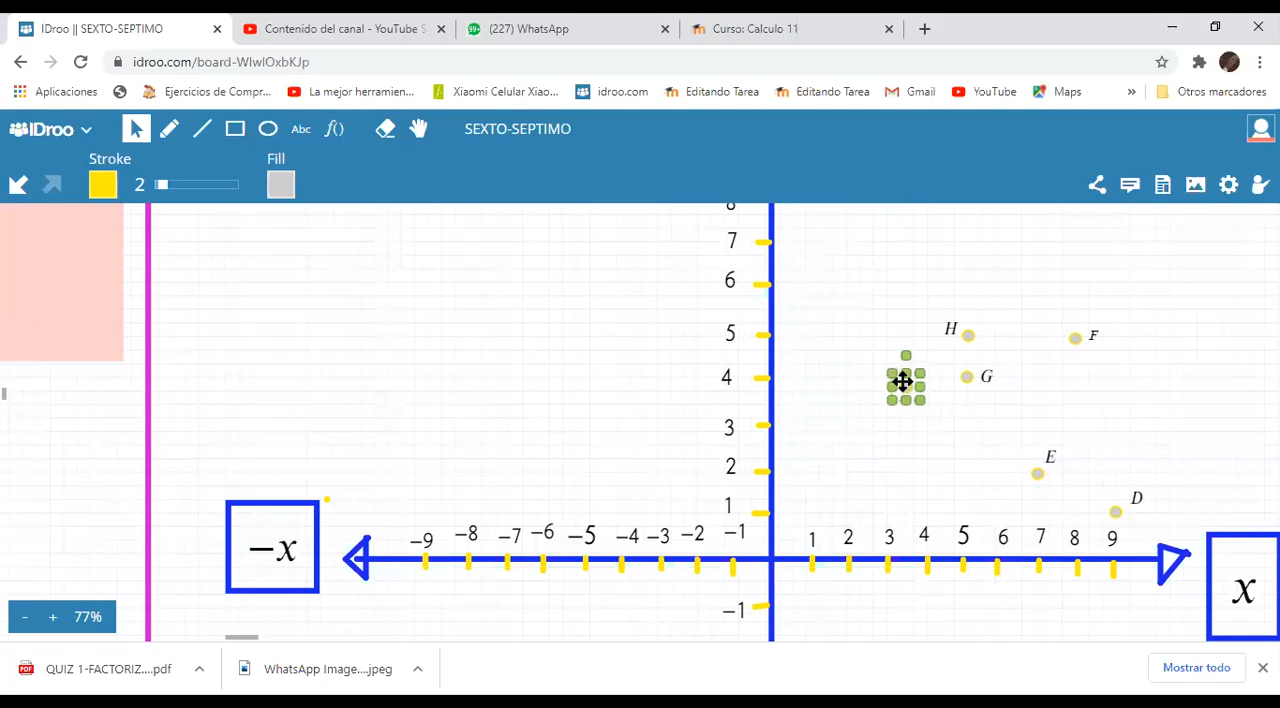 IDroo || SEXTO-SEPTIMO
Contenido del canal - YouTube S
99+ (227) WhatsApp
Curso: Calculo 11
idroo.com/board-WIwIOxbKJp
Aplicaciones
Ejercicios de Compr...
La mejor herramien...
Xiaomi Celular Xiao...
idroo.com
Editando Tarea
Editando Tarea
Gmail
YouTube
Maps
»
Otros marcadores
IDroo
Abc
f()
SEXTO-SEPTIMO
Stroke
Fill
2
8
7
6
5
H
F
4
G
3
E
2
D
1
-9 -8 -7 -6 -5 -4 -3 -2 -1 1 2 3 4 5 6 7 8 9
-x
x
-1
- + 77%
PDF QUIZ 1-FACTORIZ....pdf
WhatsApp Image....jpeg
Mostrar todo